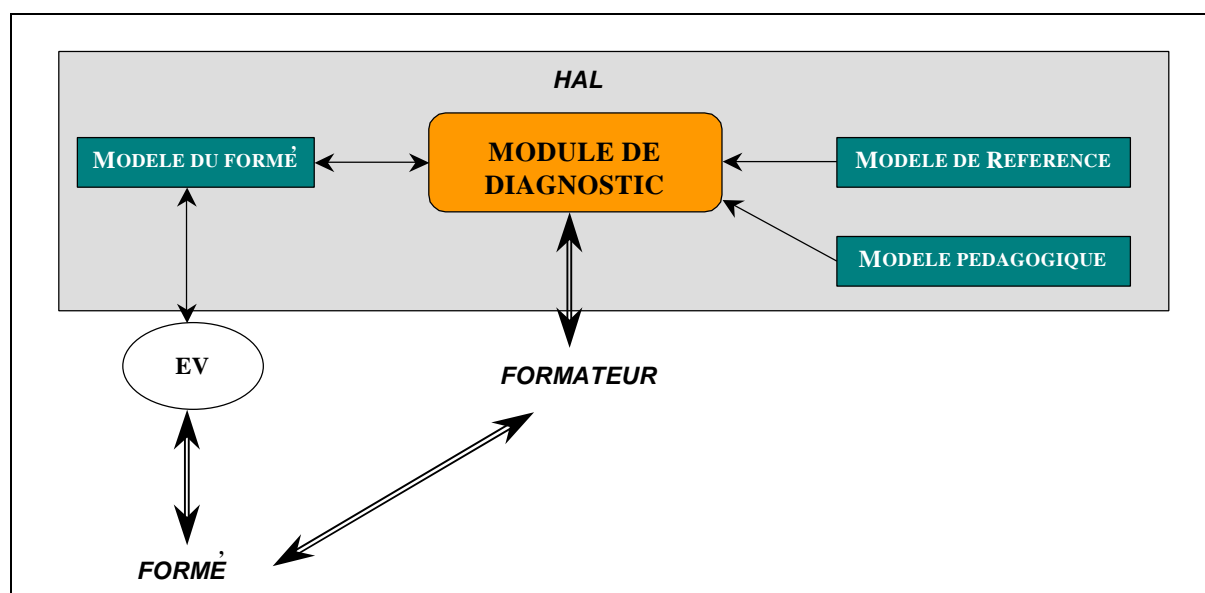 HAL
MODELE DU FORMÉ
MODULE DE
DIAGNOSTIC
MODELE DE REFERENCE
MODELE PEDAGOGIQUE
EV
FORMATEUR
FORMÉ